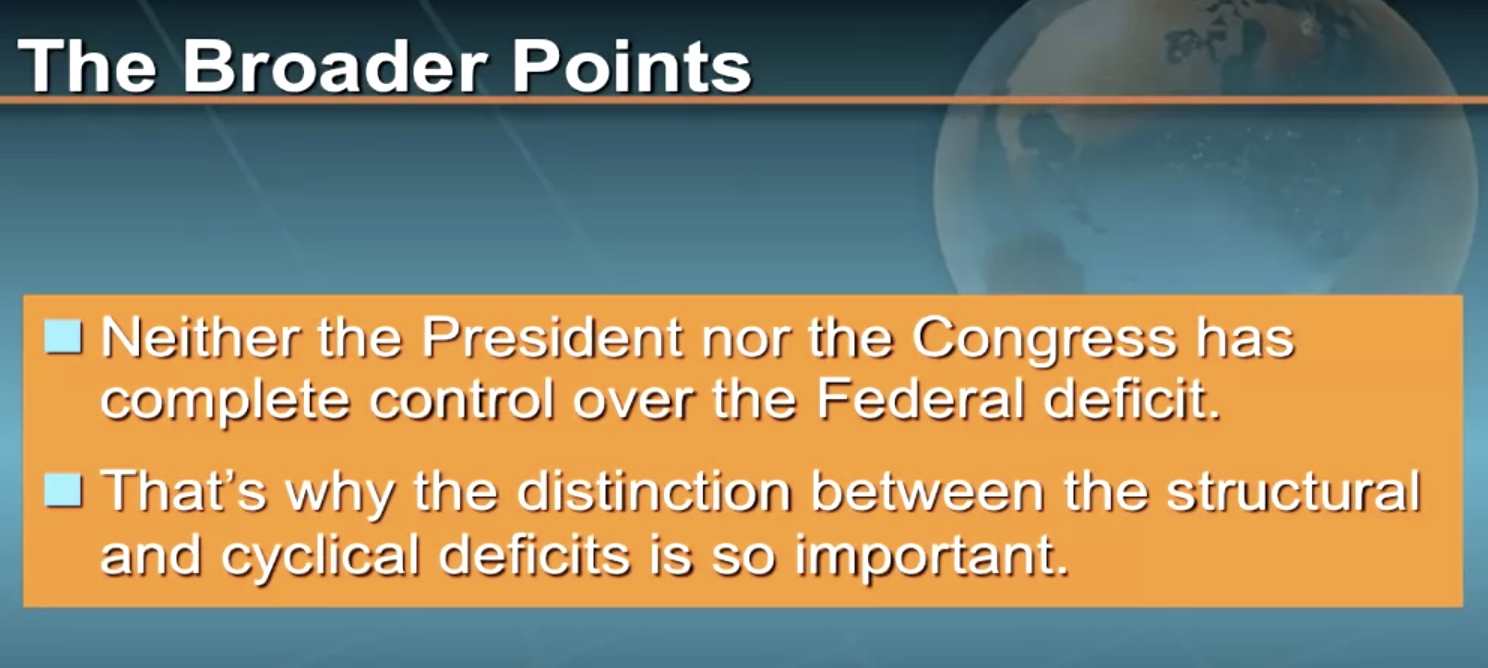 The Broader Points
Neither the President nor the Congress has
complete control over the Federal deficit.
That’s why the distinction between the structural
and cyclical deficits is so important.